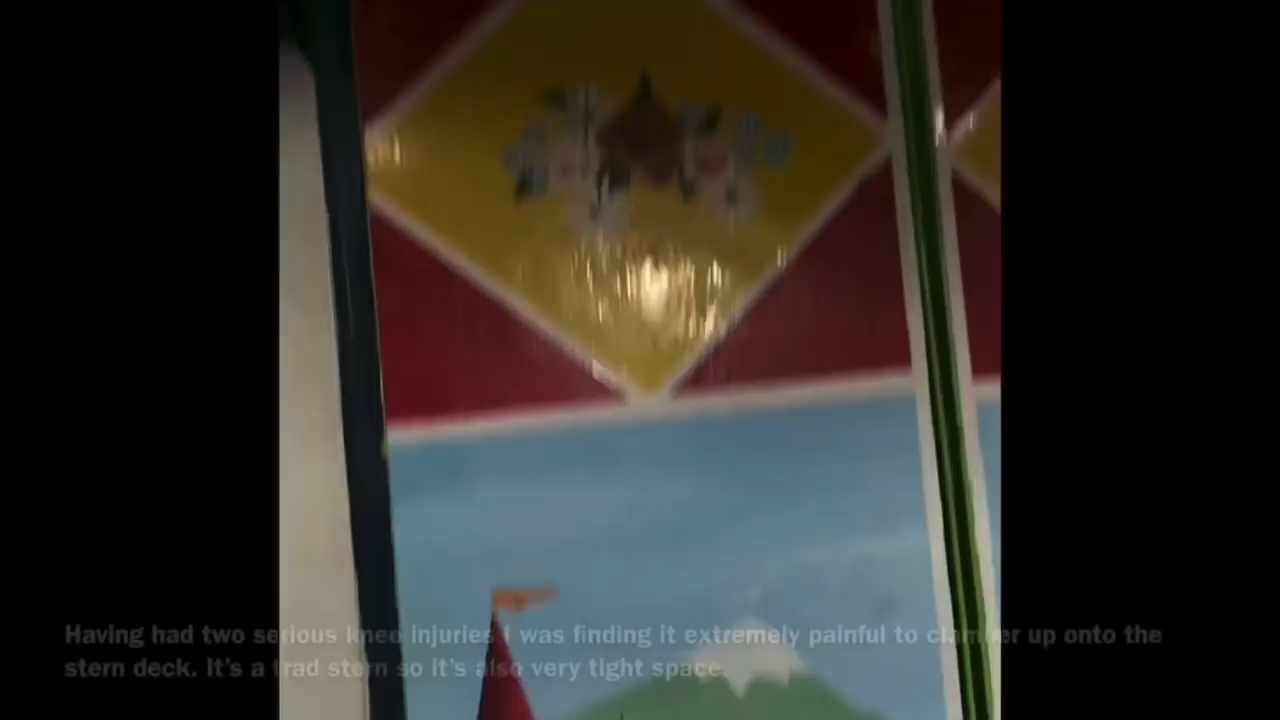 Having had two serious knee injuries I was finding it extremely painful to clamber up onto the
stern deck. It's a trad stern so it's also very tight space.